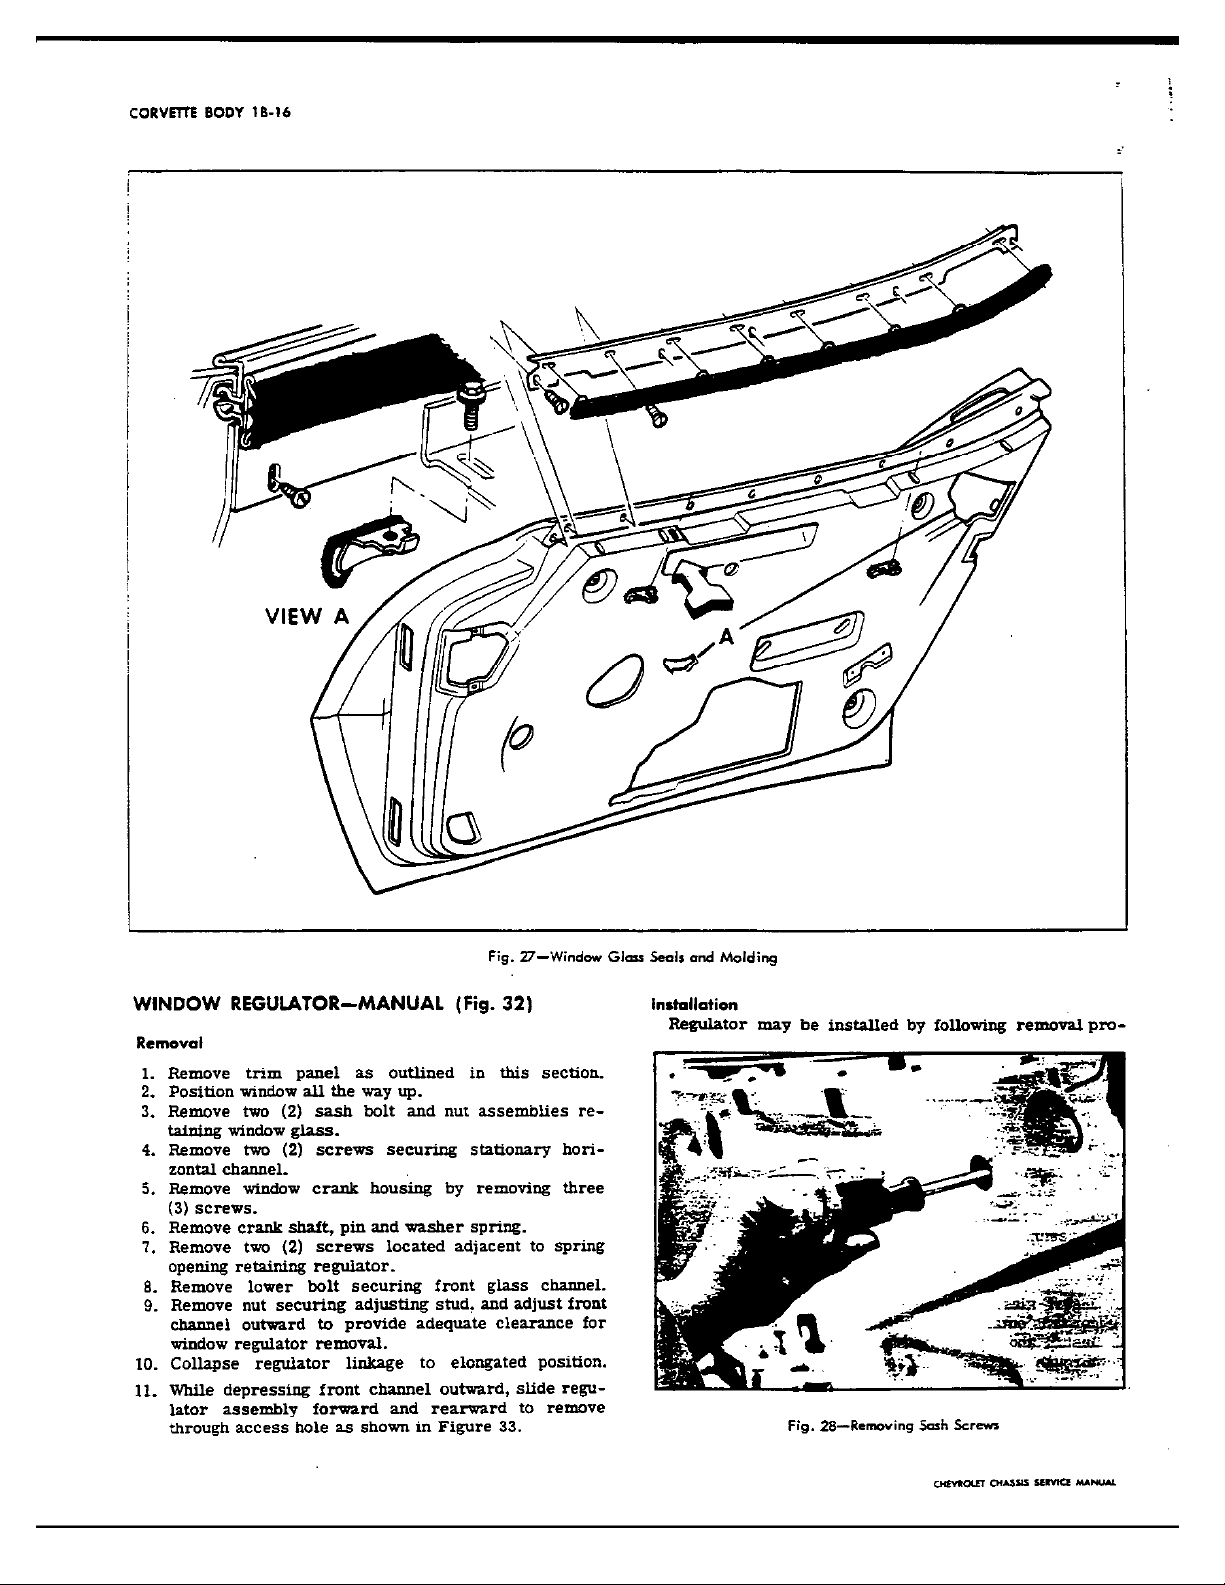 CORVETTE BODY 1B-16
VIEW A
A
Fig. 27—Window Glass Seals and Molding
WINDOW REGULATOR—MANUAL (Fig. 32)
Removal
1. Remove trim panel as outlined in this section.
2. Position window all the way up.
3. Remove two (2) sash bolt and nut assemblies re-
taining window glass.
4. Remove two (2) screws securing stationary hori-
zontal channel.
5. Remove window crank housing by removing three
(3) screws.
6. Remove crank shaft, pin and washer spring.
7. Remove two (2) screws located adjacent to spring
opening retaining regulator.
8. Remove lower bolt securing front glass channel.
9. Remove nut securing adjusting stud, and adjust front
channel outward to provide adequate clearance for
window regulator removal.
10. Collapse regulator linkage to elongated position.
11. While depressing front channel outward, slide regu-
lator assembly forward and rearward to remove
through access hole as shown in Figure 33.
Installation
Regulator may be installed by following removal pro-
Fig. 28—Removing Sash Screws
CHEVROLET CHASSIS SERVICE MANUAL